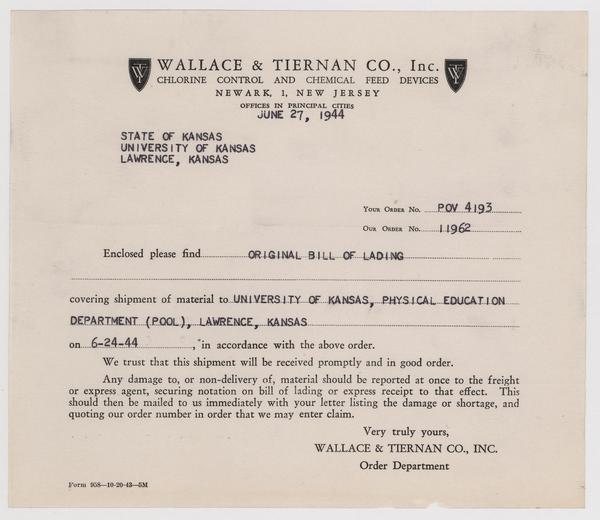 WALLACE & TIERNAN CO., Inc.
CHLORINE CONTROL AND CHEMICAL FEED DEVICES
NEWARK, 1, NEW JERSEY
OFFICES IN PRINCIPAL CITIES
JUNE 27, 1944
STATE OF KANSAS
UNIVERSITY OF KANSAS
LAWRENCE, KANSAS
Your Order No. POV 4193
Our Order No. 11962
Enclosed please find ORIGINAL BILL OF LADING
covering shipment of material to UNIVERSITY OF KANSAS, PHYSICAL EDUCATION
DEPARTMENT (POOL), LAWRENCE, KANSAS
on 6-24-44, in accordance with the above order.
We trust that this shipment will be received promptly and in good order.
Any damage to, or non-delivery of, material should be reported at once to the freight
or express agent, securing notation on bill of lading or express receipt to that effect. This
should then be mailed to us immediately with your letter listing the damage or shortage, and
quoting our order number in order that we may enter claim.
Very truly yours,
WALLACE & TIERNAN CO., INC.
Order Department
Form 958—10-20-43—5M